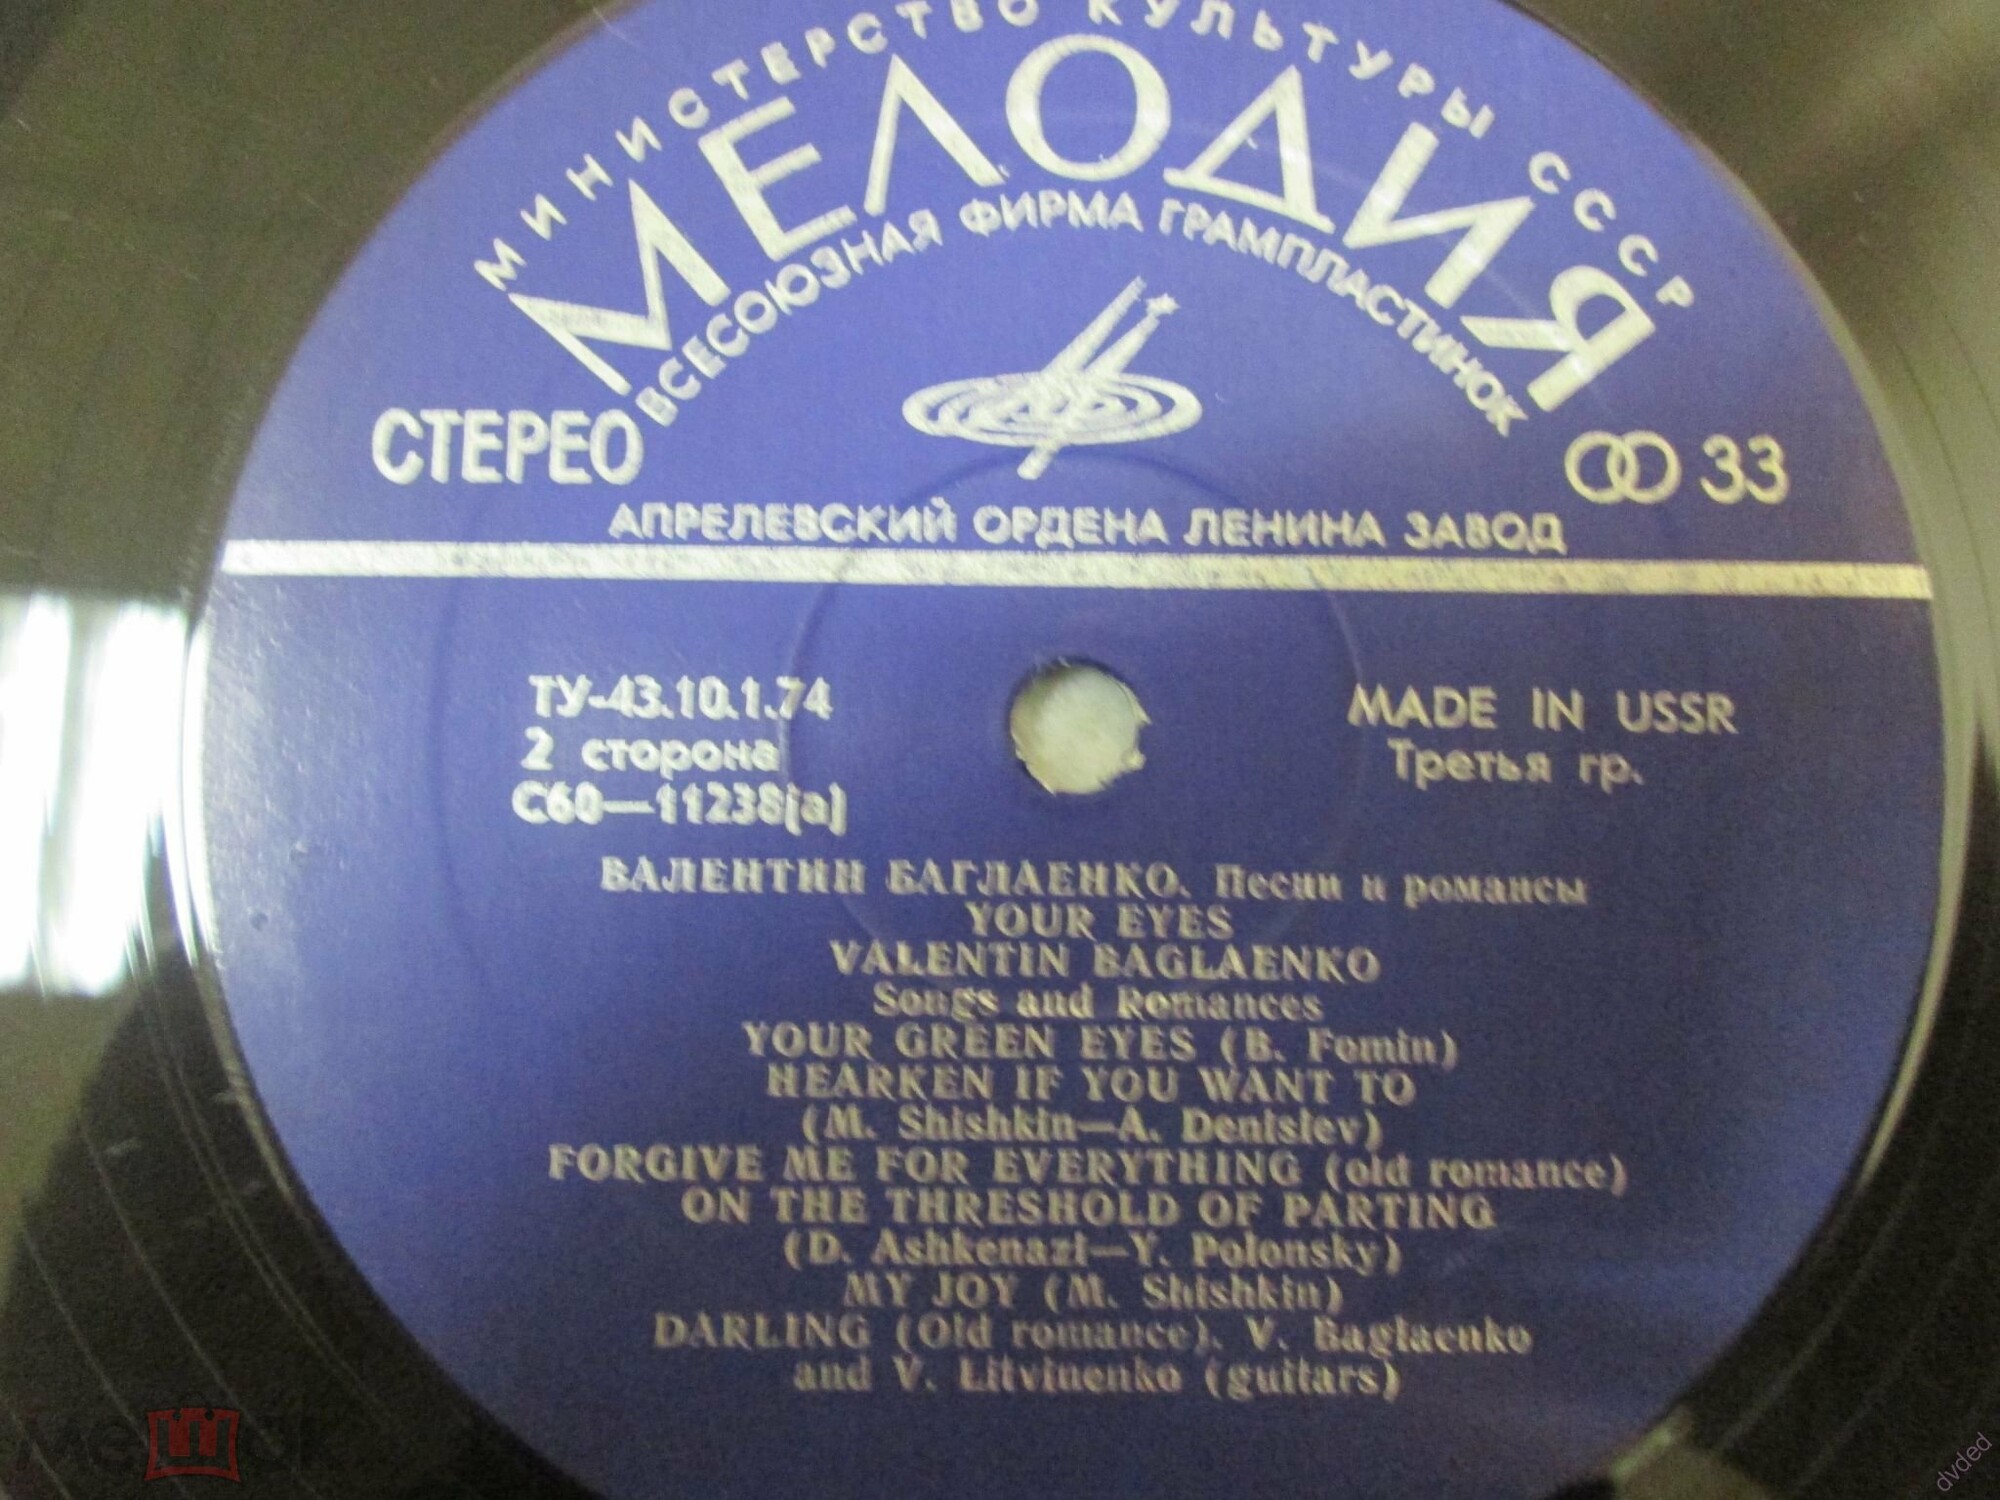 МИНИСТЕРСТВО КУЛЬТУРЫ СССР
МЕЛОДИЯ
ВСЕСОЮЗНАЯ ФИРМА ГРАМПЛАСТИНОК
СТЕРЕО
33
АПРЕЛЕВСКИЙ ОРДЕНА ЛЕНИНА ЗАВОД
ТУ-43.10.1.74
2 сторона
С60—11238(а)
MADE IN USSR
Третья гр.
ВАЛЕНТИН БАГЛАЕНКО. Песни и романсы
YOUR EYES
VALENTIN BAGLAENKO
Songs and Romances
YOUR GREEN EYES (B. Fomin)
HEARKEN IF YOU WANT TO
(M. Shishkin—A. Denisiev)
FORGIVE ME FOR EVERYTHING (old romance)
ON THE THRESHOLD OF PARTING
(D. Ashkenazi—Y. Polonsky)
MY JOY (M. Shishkin)
DARLING (Old romance). V. Baglaenko
and V. Litvinenko (guitars)
мешок
dvded